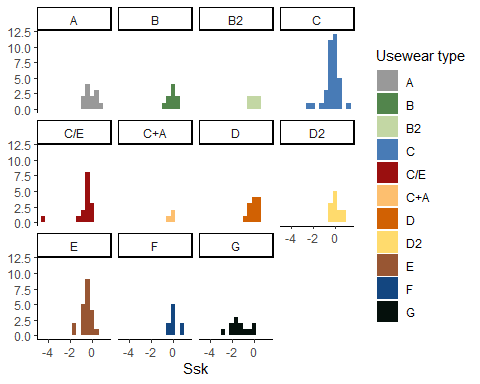 A B B2 C
12.5
10.0
7.5
5.0
2.5
0.0
C/E C+A D D2
12.5
10.0
7.5
5.0
2.5
0.0
-4 -2 0
E F G
12.5
10.0
7.5
5.0
2.5
0.0
-4 -2 0 -4 -2 0 -4 -2 0
Ssk
Usewear type
A
B
B2
C
C/E
C+A
D
D2
E
F
G